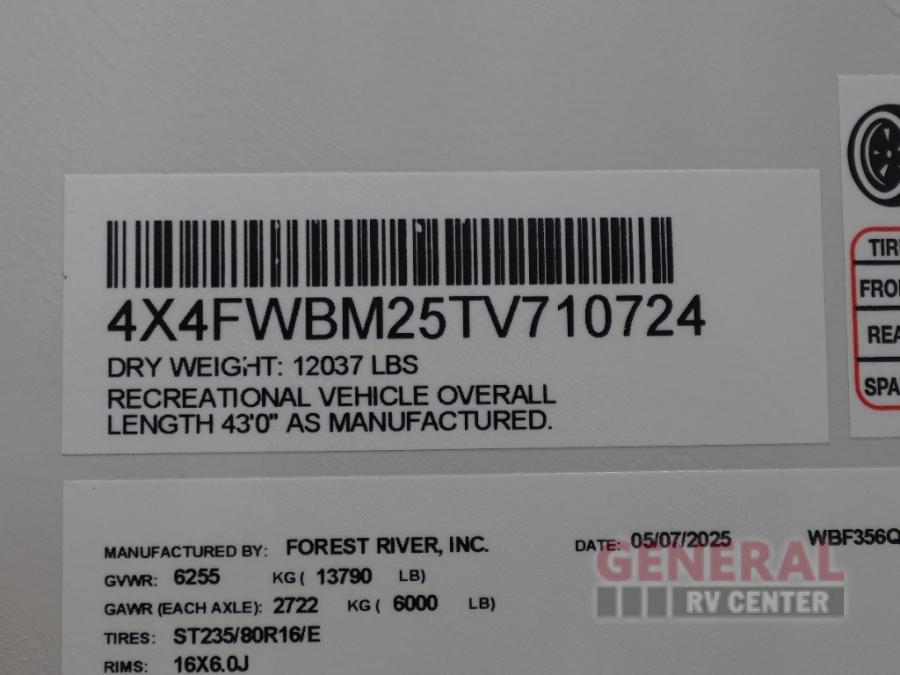 4X4FWBM25TV710724
DRY WEIGHT: 12037 LBS
RECREATIONAL VEHICLE OVERALL
LENGTH 43'0" AS MANUFACTURED.
TIR
FRO
REA
SPA
MANUFACTURED BY: FOREST RIVER, INC. DATE: 05/07/2025 WBF356Q
GVWR: 6255 KG ( 13790 LB)
GAWR (EACH AXLE): 2722 KG ( 6000 LB)
TIRES: ST235/80R16/E
RIMS: 16X6.0J
GENERAL
RV CENTER